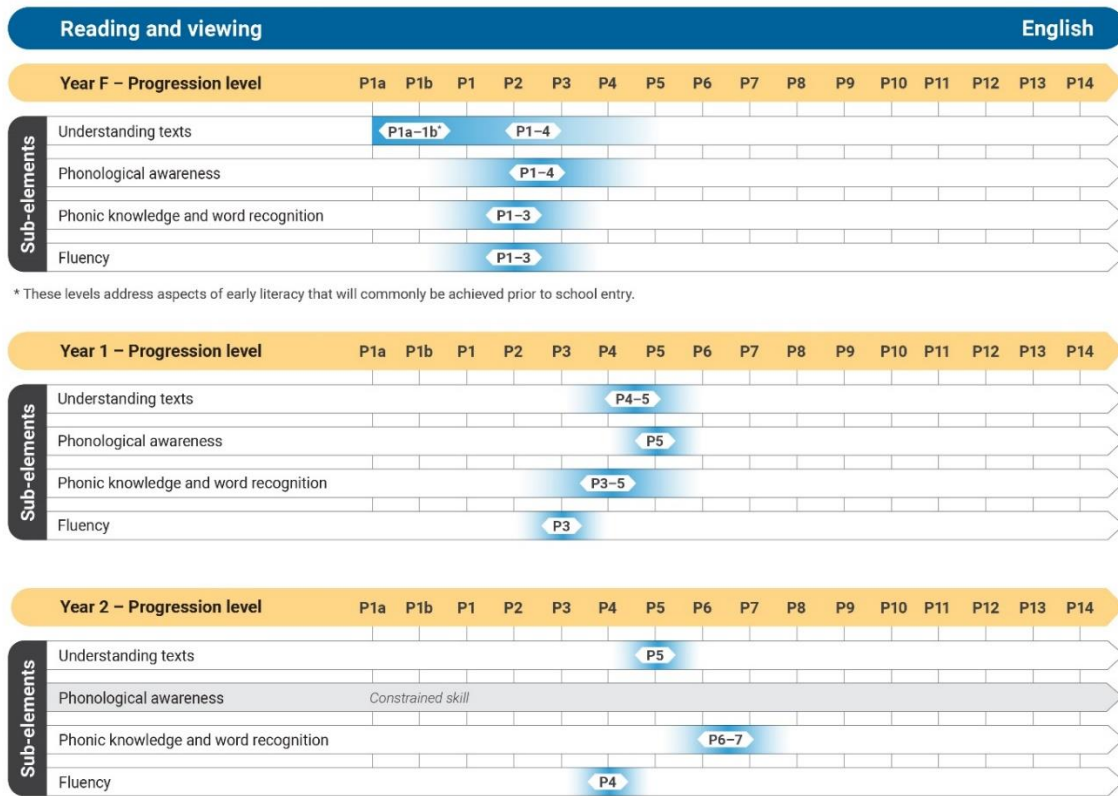 Reading and viewing English
Year F – Progression level P1a P1b P1 P2 P3 P4 P5 P6 P7 P8 P9 P10 P11 P12 P13 P14
Sub-elements
Understanding texts P1a–1b* P1–4
Phonological awareness P1–4
Phonic knowledge and word recognition P1–3
Fluency P1–3
* These levels address aspects of early literacy that will commonly be achieved prior to school entry.
Year 1 – Progression level P1a P1b P1 P2 P3 P4 P5 P6 P7 P8 P9 P10 P11 P12 P13 P14
Sub-elements
Understanding texts P4–5
Phonological awareness P5
Phonic knowledge and word recognition P3–5
Fluency P3
Year 2 – Progression level P1a P1b P1 P2 P3 P4 P5 P6 P7 P8 P9 P10 P11 P12 P13 P14
Sub-elements
Understanding texts P5
Phonological awareness Constrained skill
Phonic knowledge and word recognition P6–7
Fluency P4